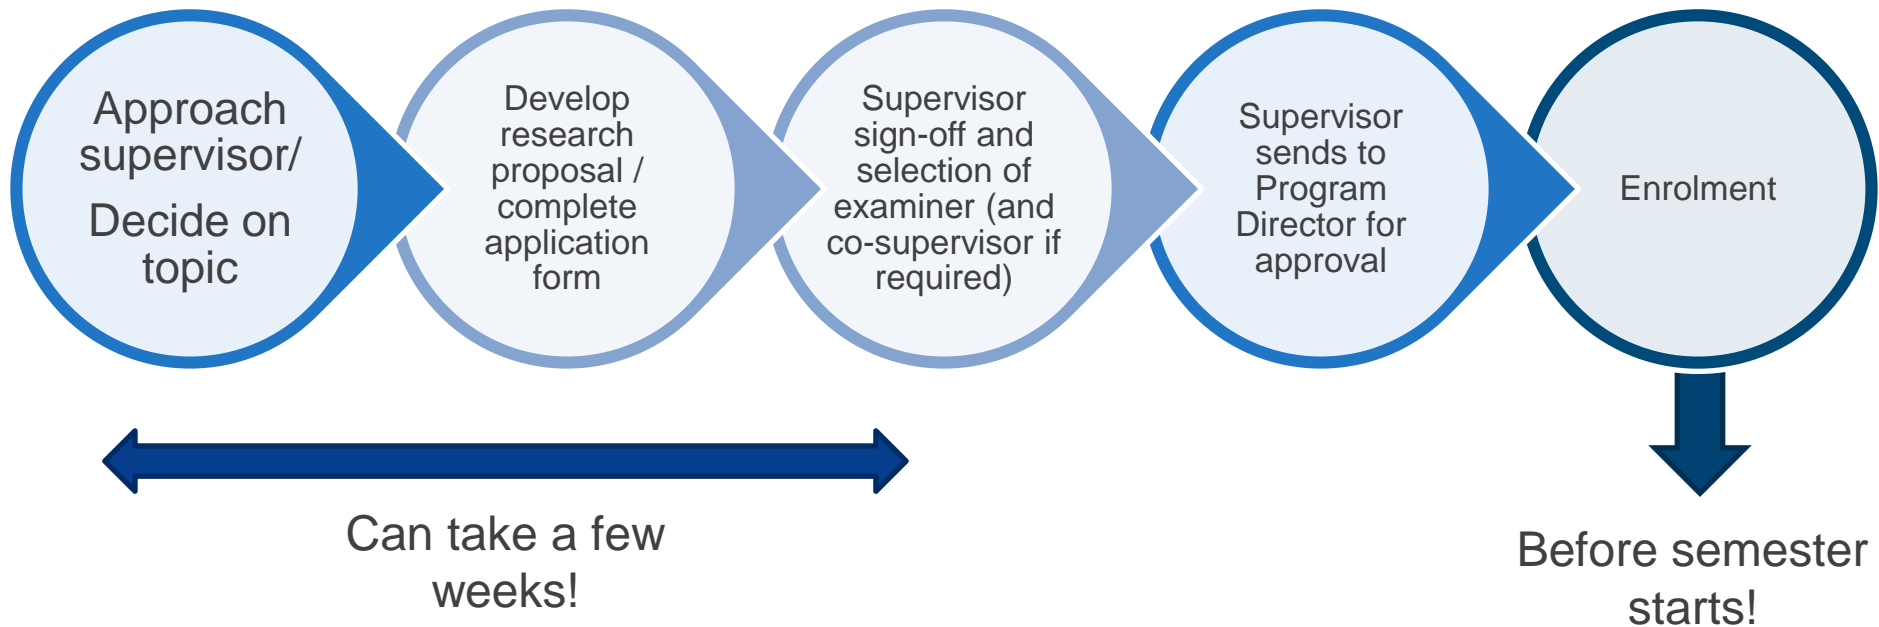 Approach
supervisor/
Decide on
topic
Develop
research
proposal /
complete
application
form
Supervisor
sign-off and
selection of
examiner (and
co-supervisor if
required)
Supervisor
sends to
Program
Director for
approval
Enrolment
Can take a few
weeks!
Before semester
starts!